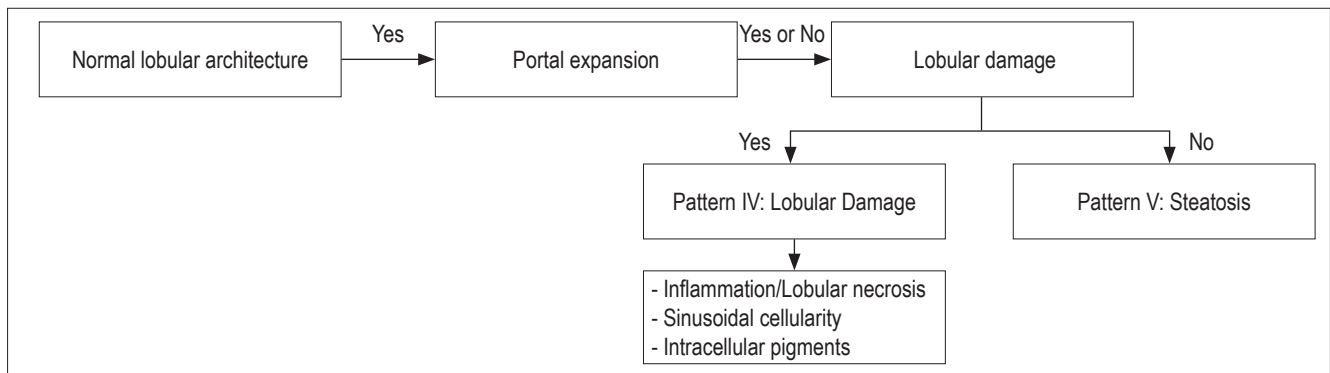 Normal lobular architecture
Yes
Portal expansion
Yes or No
Lobular damage
Yes
No
Pattern IV: Lobular Damage
Pattern V: Steatosis
- Inflammation/Lobular necrosis
- Sinusoidal cellularity
- Intracellular pigments